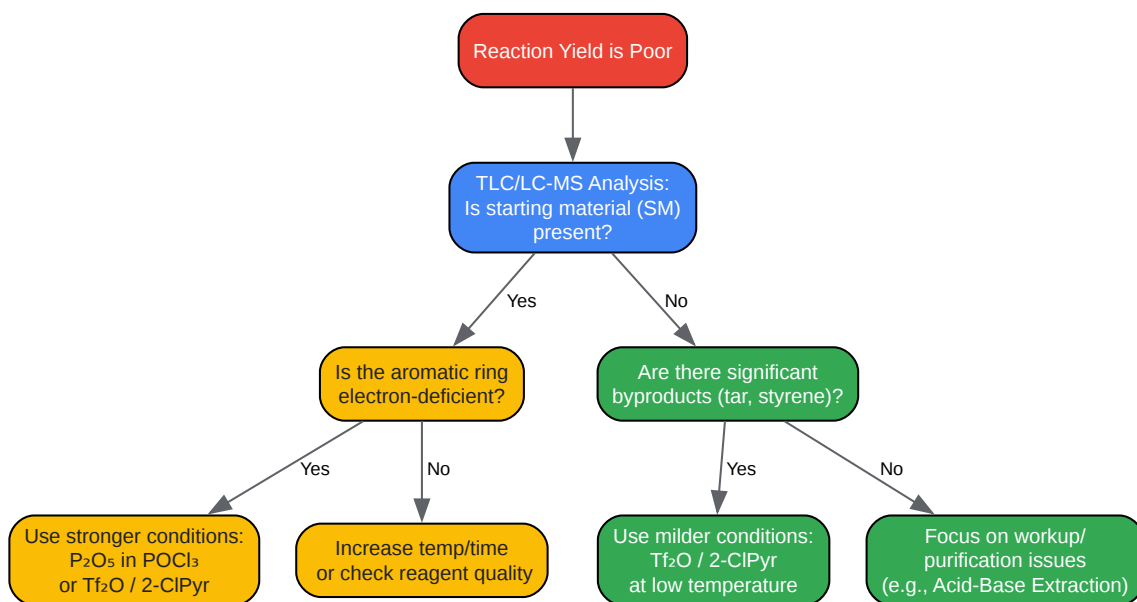 Reaction Yield is Poor
TLC/LC-MS Analysis:
Is starting material (SM)
present?
Yes
No
Is the aromatic ring
electron-deficient?
Are there significant
byproducts (tar, styrene)?
Yes
No
Yes
No
Use stronger conditions:
P₂O₅ in POCl₃
or Tf₂O / 2-ClPyr
Increase temp/time
or check reagent quality
Use milder conditions:
Tf₂O / 2-ClPyr
at low temperature
Focus on workup/
purification issues
(e.g., Acid-Base Extraction)